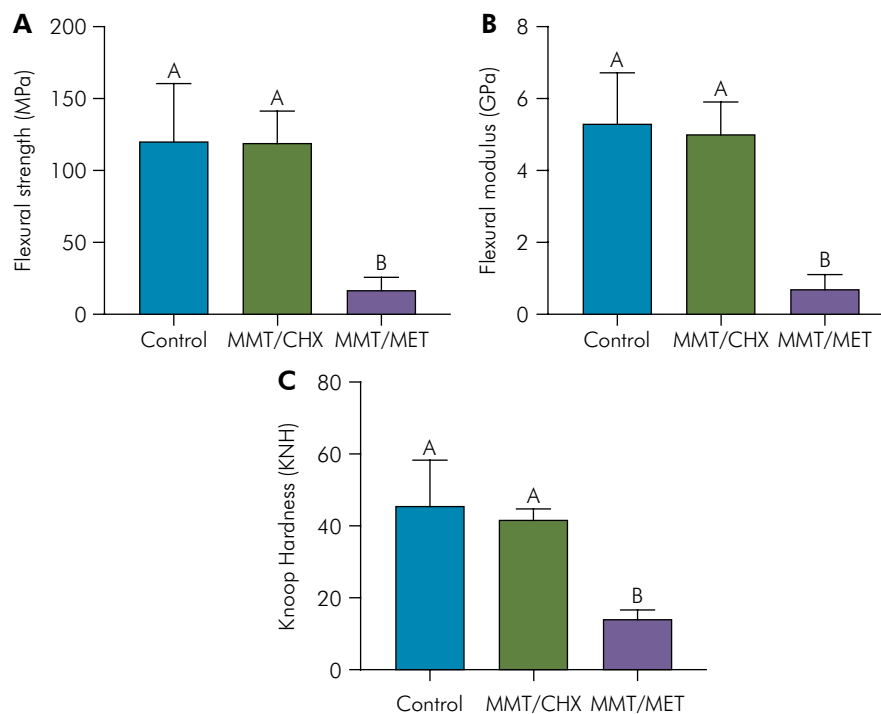 A
Flexural strength (MPa)
200
150
100
50
0
A
A
B
Control MMT/CHX MMT/MET
B
Flexural modulus (GPa)
8
6
4
2
0
A
A
B
Control MMT/CHX MMT/MET
C
Knoop Hardness (KNH)
80
60
40
20
0
A
A
B
Control MMT/CHX MMT/MET